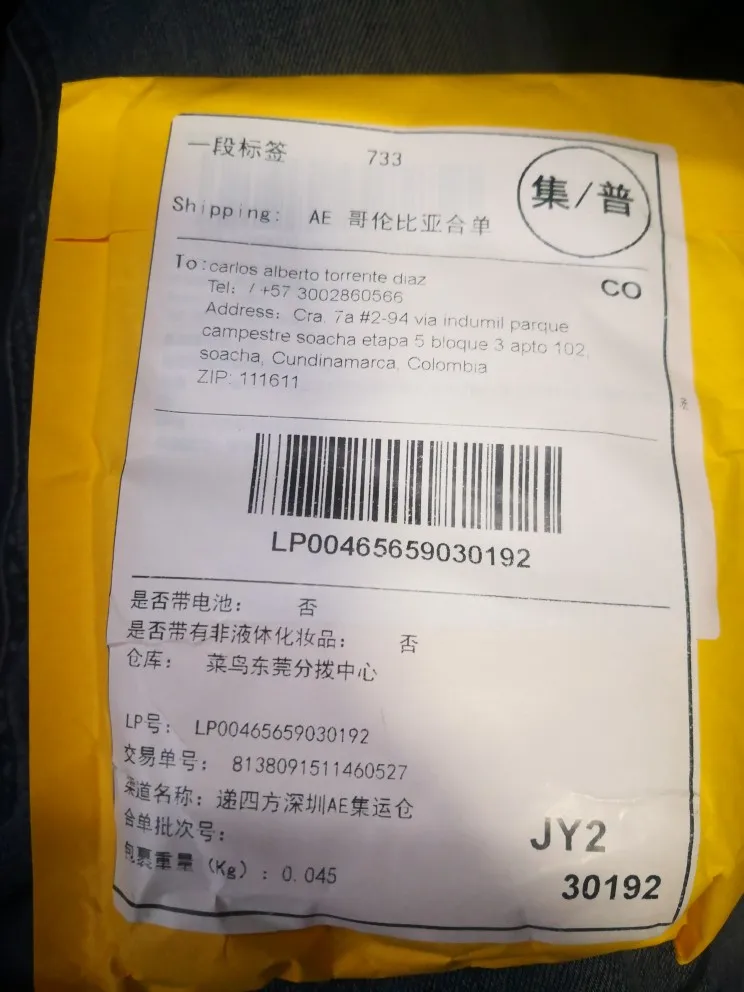 一段标签 733
集/普
Shipping: AE 哥伦比亚合单
To:carlos alberto torrente diaz
CO
Tel: / +57 3002860566
Address: Cra. 7a #2-94 via indumil parque
campestre soacha etapa 5 bloque 3 apto 102,
soacha, Cundinamarca, Colombia
ZIP: 111611
LP00465659030192
是否带电池: 否
是否带有非液体化妆品: 否
仓库: 菜鸟东莞分拨中心
LP号: LP00465659030192
交易单号: 8138091511460527
渠道名称: 递四方深圳AE集运仓
合单批次号:
包裹重量 (Kg) : 0.045
JY2
30192